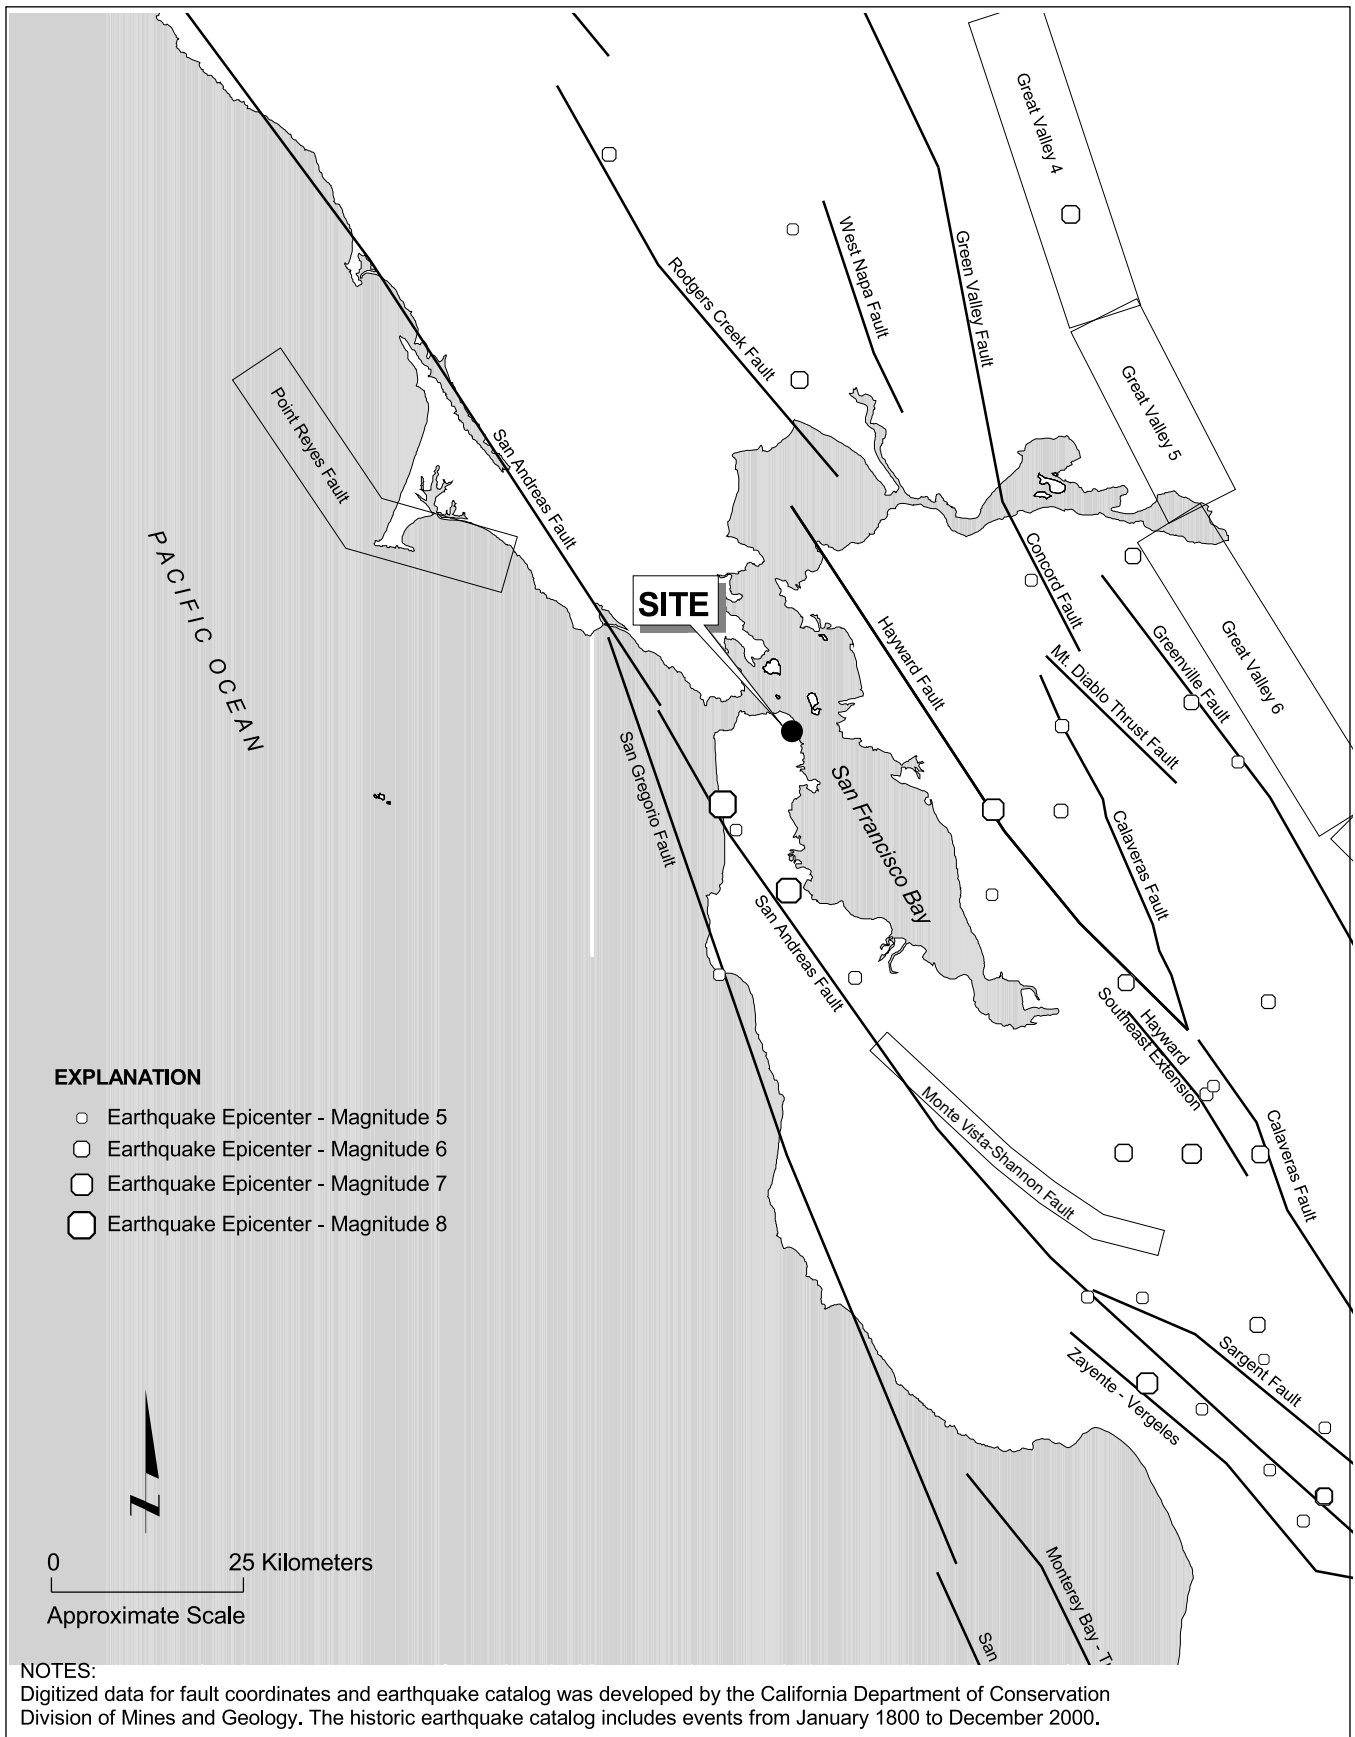 Great Valley 4
West Napa Fault
Green Valley Fault
Rodgers Creek Fault
Great Valley 5
Point Reyes Fault
San Andreas Fault
PACIFIC OCEAN
SITE
Concord Fault
Hayward Fault
Greenville Fault
Great Valley 6
Mt. Diablo Thrust Fault
San Gregorio Fault
San Francisco Bay
Calaveras Fault
San Andreas Fault
Hayward
Southeast Extension
Monte Vista-Shannon Fault
Calaveras Fault
EXPLANATION
Earthquake Epicenter - Magnitude 5
Earthquake Epicenter - Magnitude 6
Earthquake Epicenter - Magnitude 7
Earthquake Epicenter - Magnitude 8
Sargent Fault
Zayente - Vergeles
Z
0 25 Kilometers
Approximate Scale
Monterey Bay - T
San
NOTES:
Digitized data for fault coordinates and earthquake catalog was developed by the California Department of Conservation
Division of Mines and Geology. The historic earthquake catalog includes events from January 1800 to December 2000.